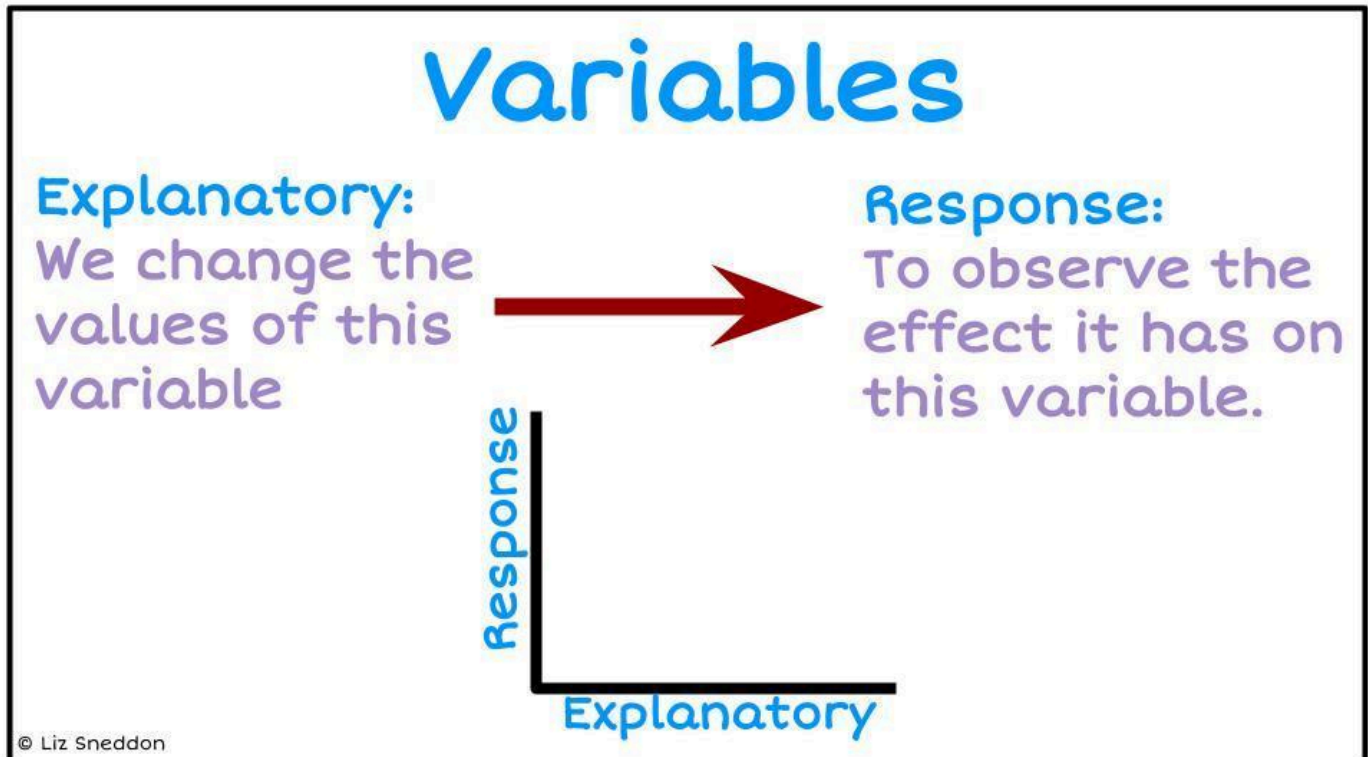 Variables
Explanatory:
We change the
values of this
variable
Response:
To observe the
effect it has on
this variable.
Response
Explanatory
© Liz Sneddon